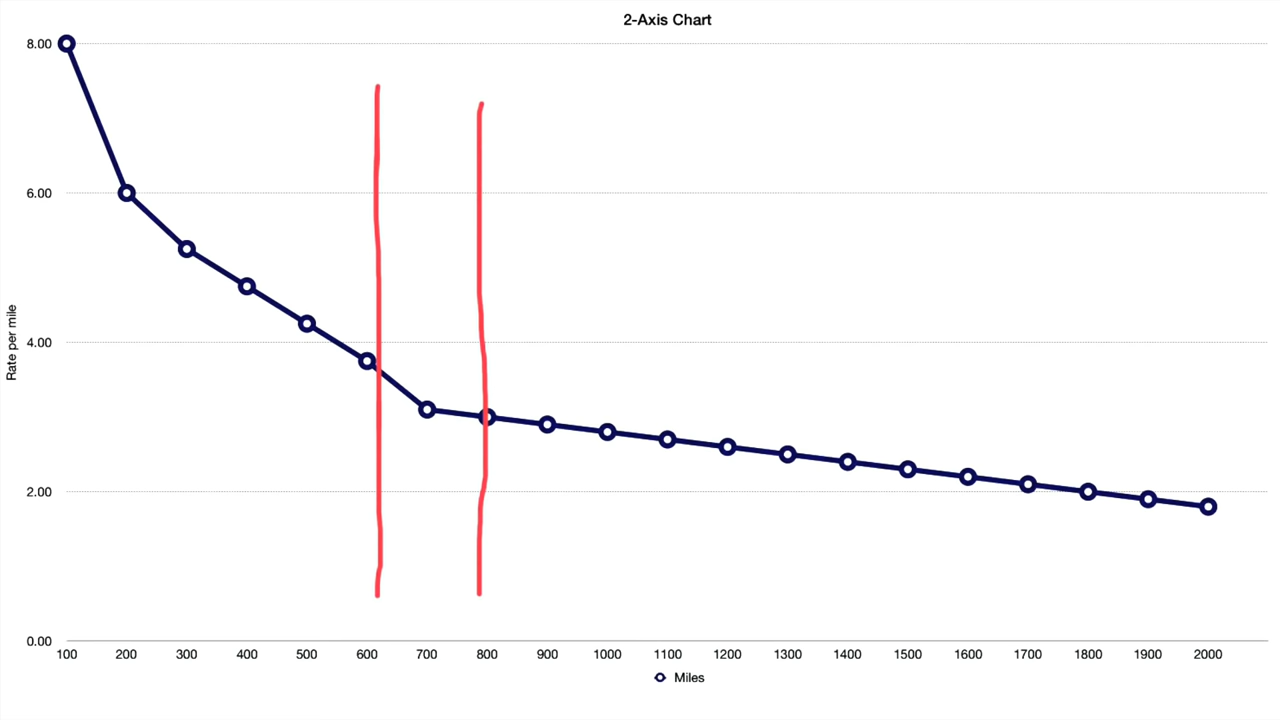 2-Axis Chart
8.00
6.00
4.00
2.00
0.00
Rate per mile
100 200 300 400 500 600 700 800 900 1000 1100 1200 1300 1400 1500 1600 1700 1800 1900 2000
Miles